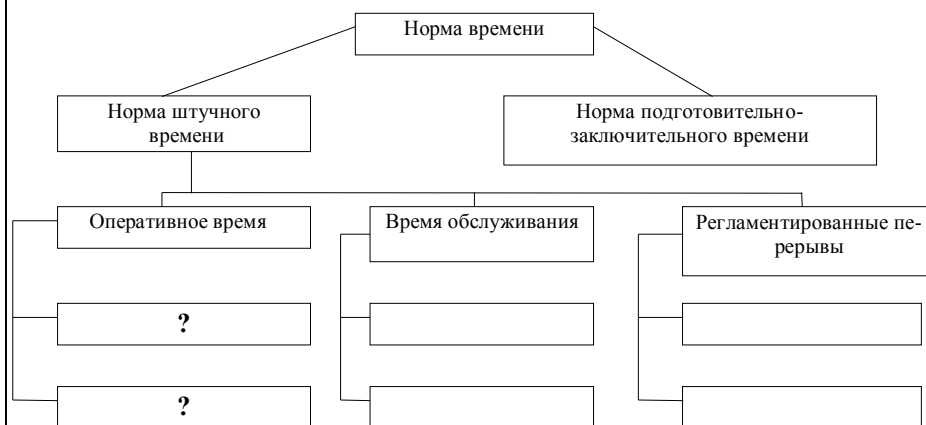 Норма времени
Норма штучного
времени
Норма подготовительно-
заключительного времени
Оперативное время
Время обслуживания
Регламентированные пе-
рерывы
?
?